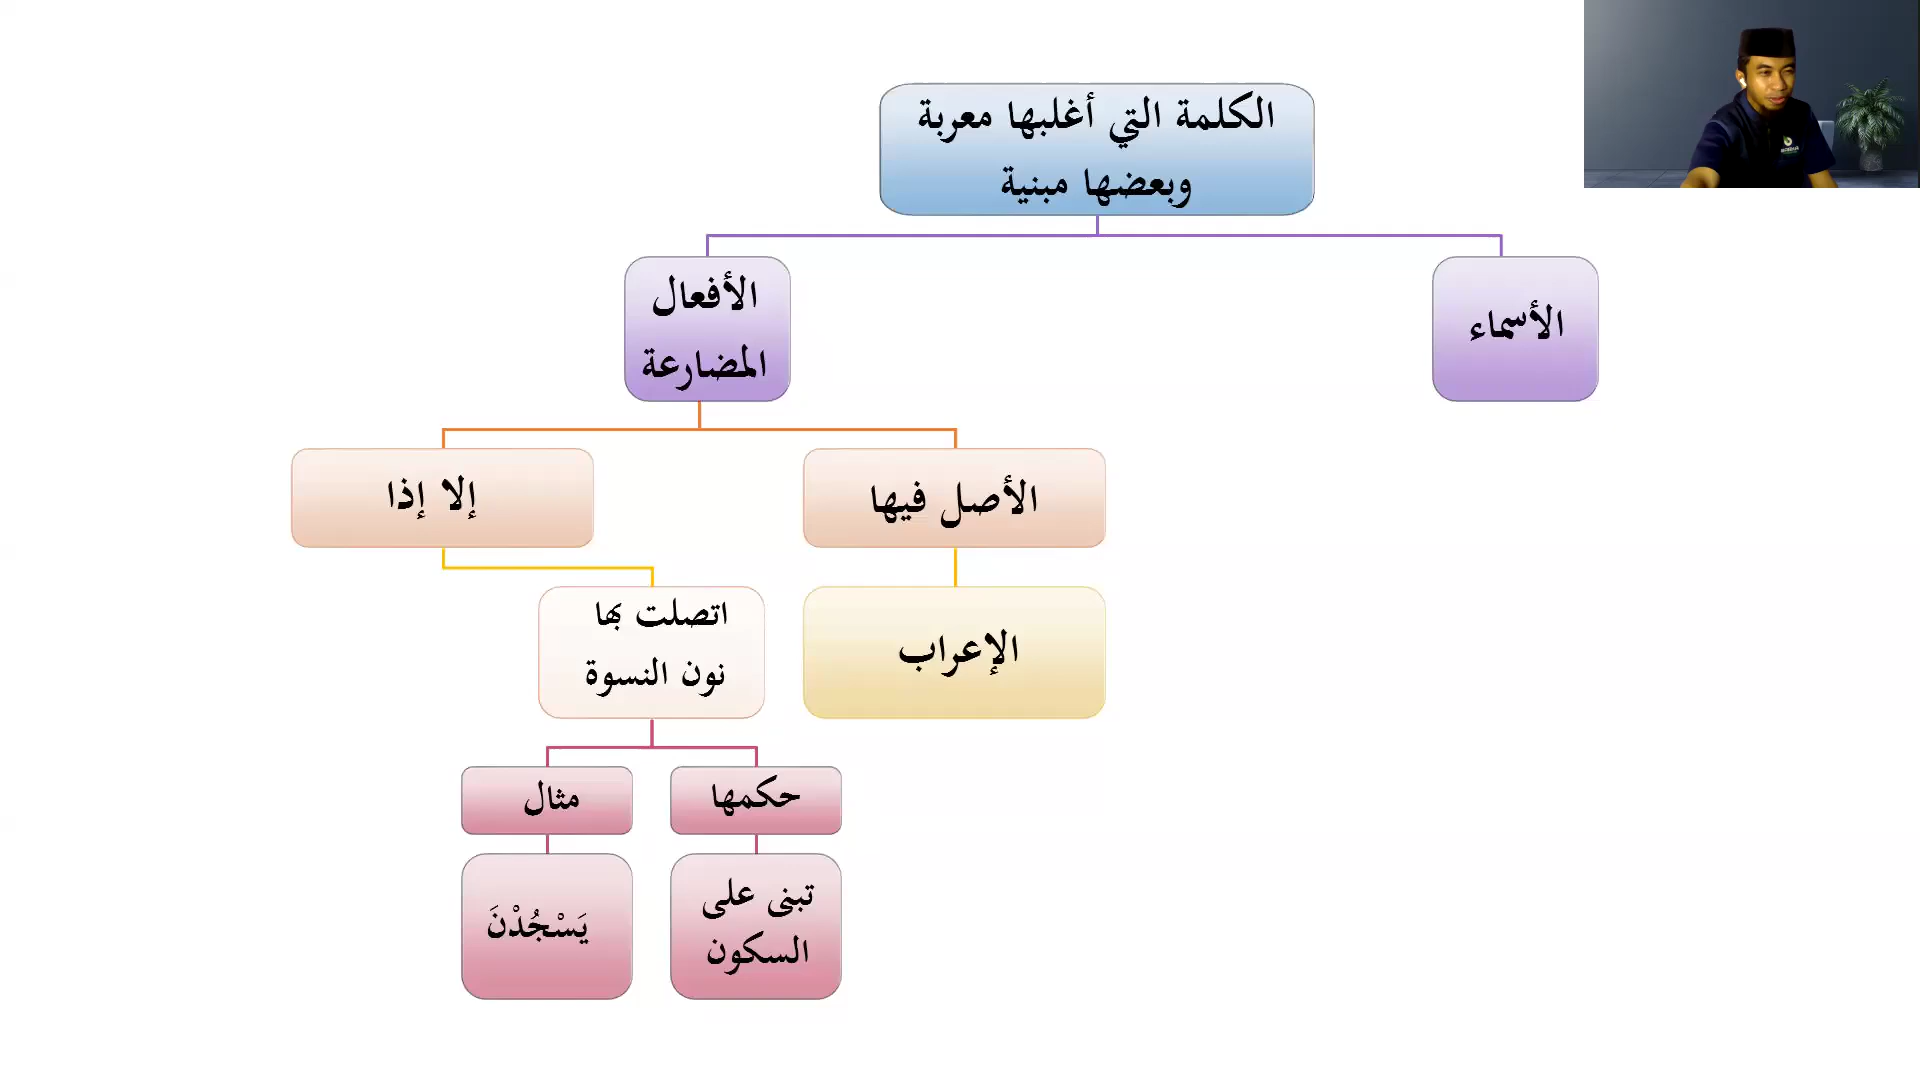 الكلمة التي أغلبها معربة
وبعضها مبنية
الأسماء
الأفعال
المضارعة
الأصل فيها
إلا إذا
الإعراب
اتصلت بها
نون النسوة
حكمها
مثال
تبنى على
السكون
يَسْجُدْنَ